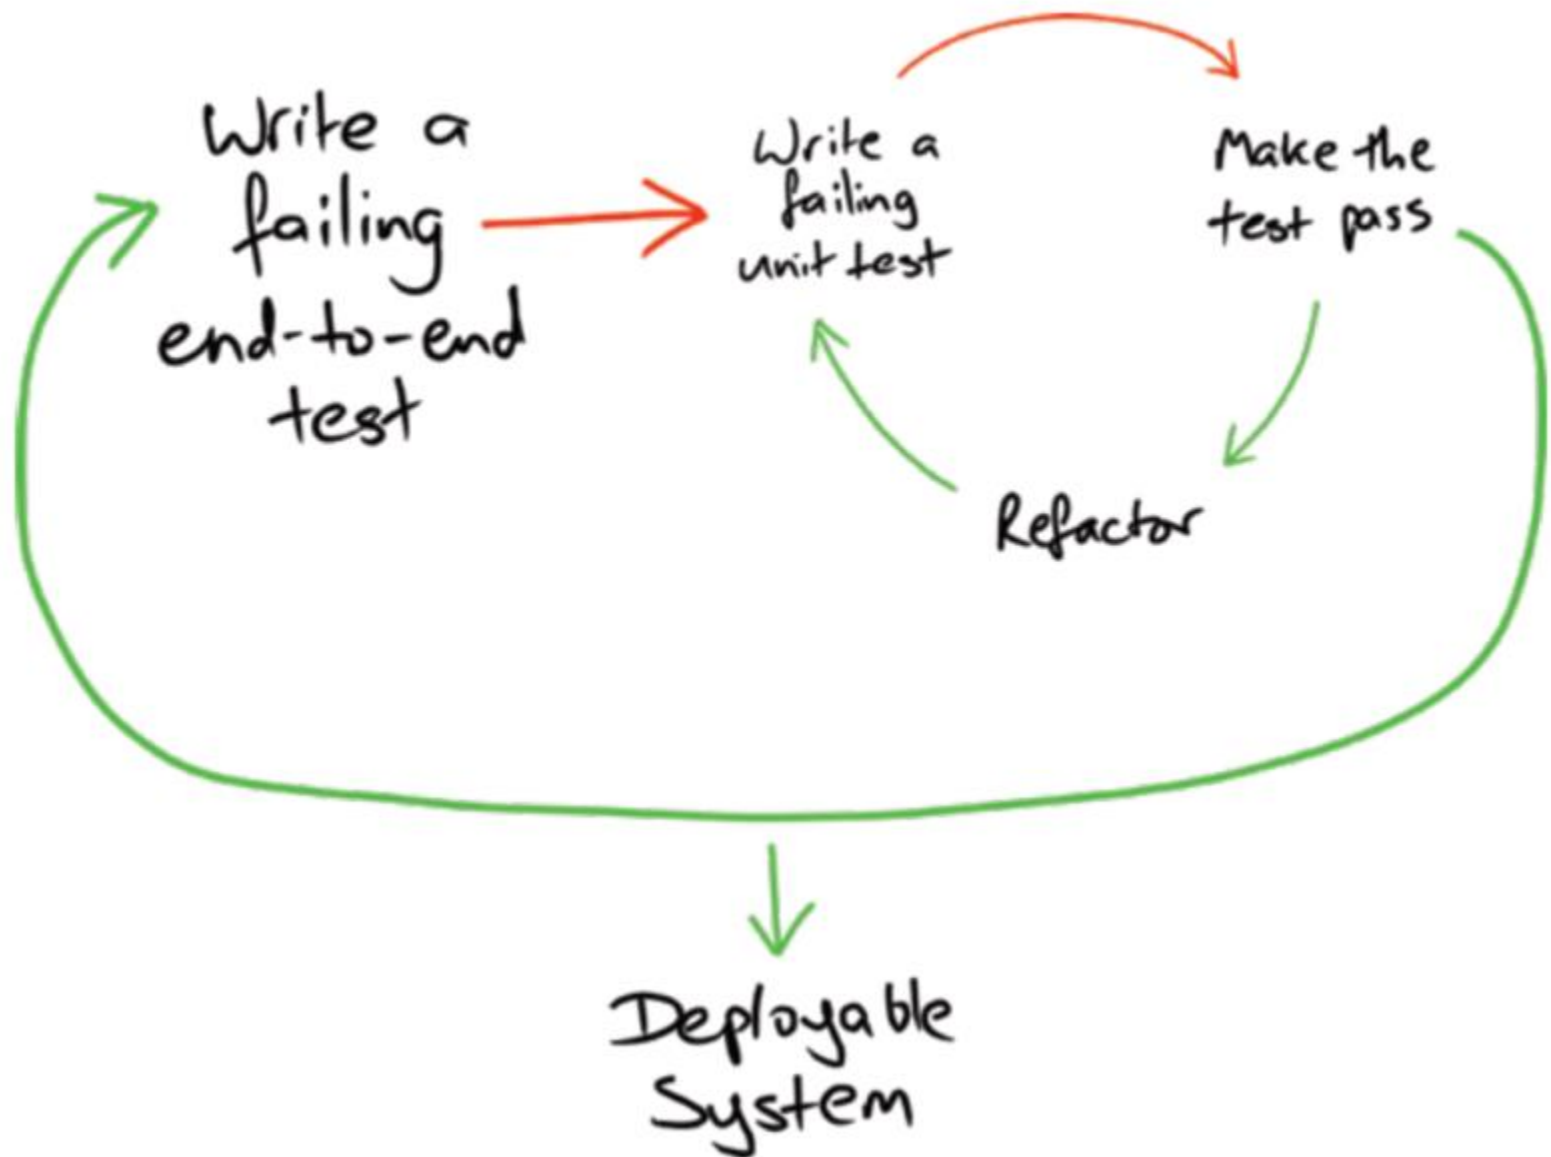 Write a
failing
end-to-end
test
Write a
failing
unit test
Make the
test pass
Refactor
Deployable
System